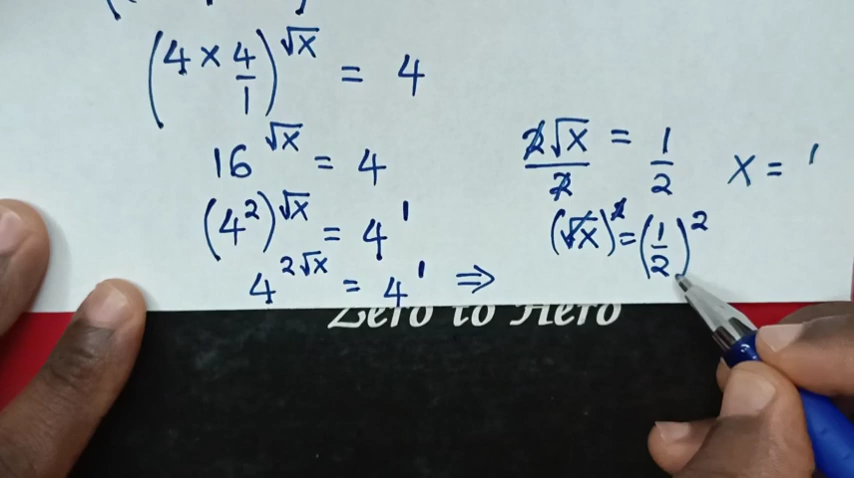 (4 × 4/1)^√x = 4
16^√x = 4
(4²)^√x = 4¹
4^2√x = 4¹ ⇒
2√x/2 = 1/2
(√x)² = (1/2)²
x = 1
Zero to Hero